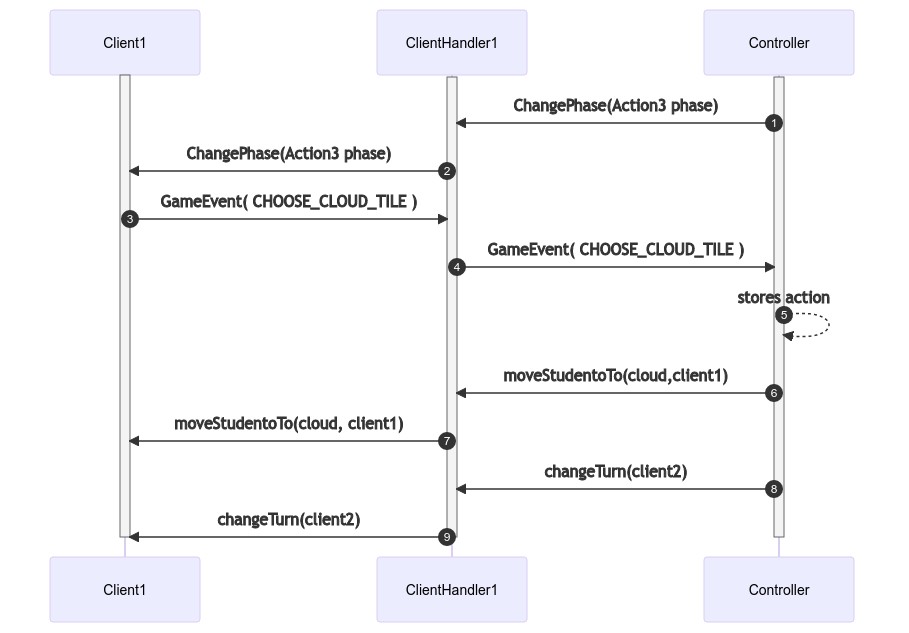 Client1
ClientHandler1
Controller
ChangePhase(Action3 phase)
1
ChangePhase(Action3 phase)
2
GameEvent( CHOOSE_CLOUD_TILE )
3
GameEvent( CHOOSE_CLOUD_TILE )
4
stores action
5
moveStudentoTo(cloud,client1)
6
moveStudentoTo(cloud, client1)
7
changeTurn(client2)
8
changeTurn(client2)
9
Client1
ClientHandler1
Controller